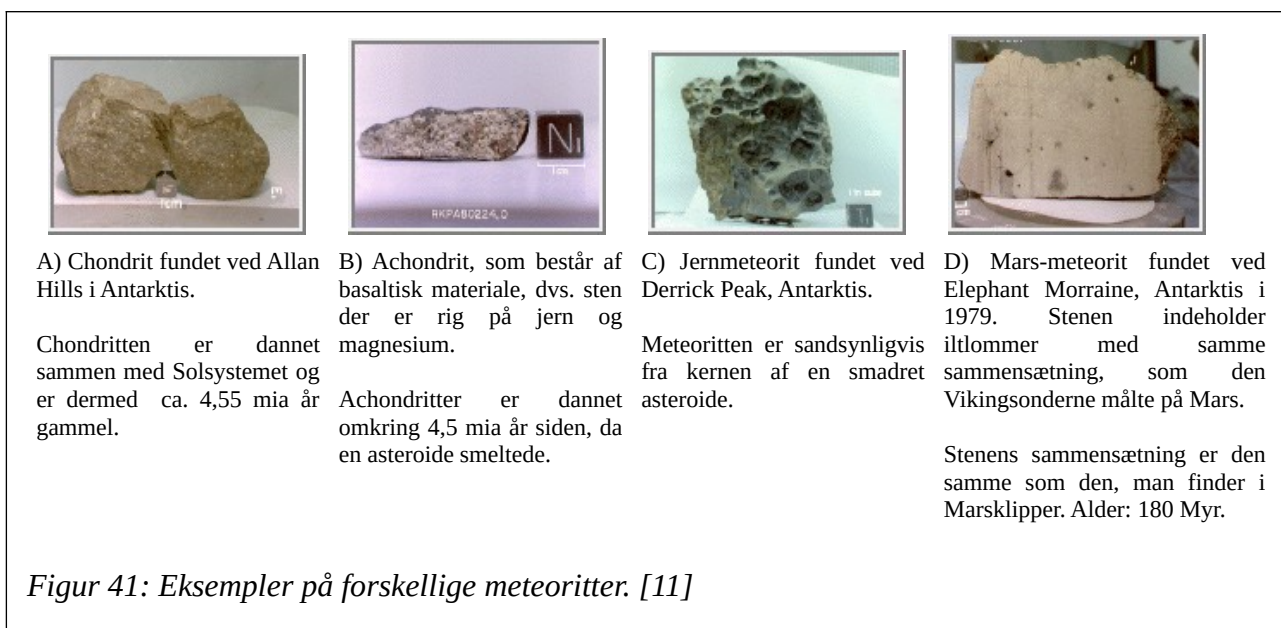 1cm
N1
1cm
RKPA80224,0
A) Chondrit fundet ved Allan
Hills i Antarktis.
Chondritten er dannet
sammen med Solsystemet og
er dermed ca. 4,55 mia år
gammel.
B) Achondrit, som består af
basaltisk materiale, dvs. sten
der er rig på jern og
magnesium.
Achondritter er dannet
omkring 4,5 mia år siden, da
en asteroide smeltede.
C) Jernmeteorit fundet ved
Derrick Peak, Antarktis.
Meteoritten er sandsynligvis
fra kernen af en smadret
asteroide.
D) Mars-meteorit fundet ved
Elephant Morraine, Antarktis i
1979. Stenen indeholder
iltlommer med samme
sammensætning, som den
Vikingsonderne målte på Mars.
Stenens sammensætning er den
samme som den, man finder i
Marsklipper. Alder: 180 Myr.
Figur 41: Eksempler på forskellige meteoritter. [11]